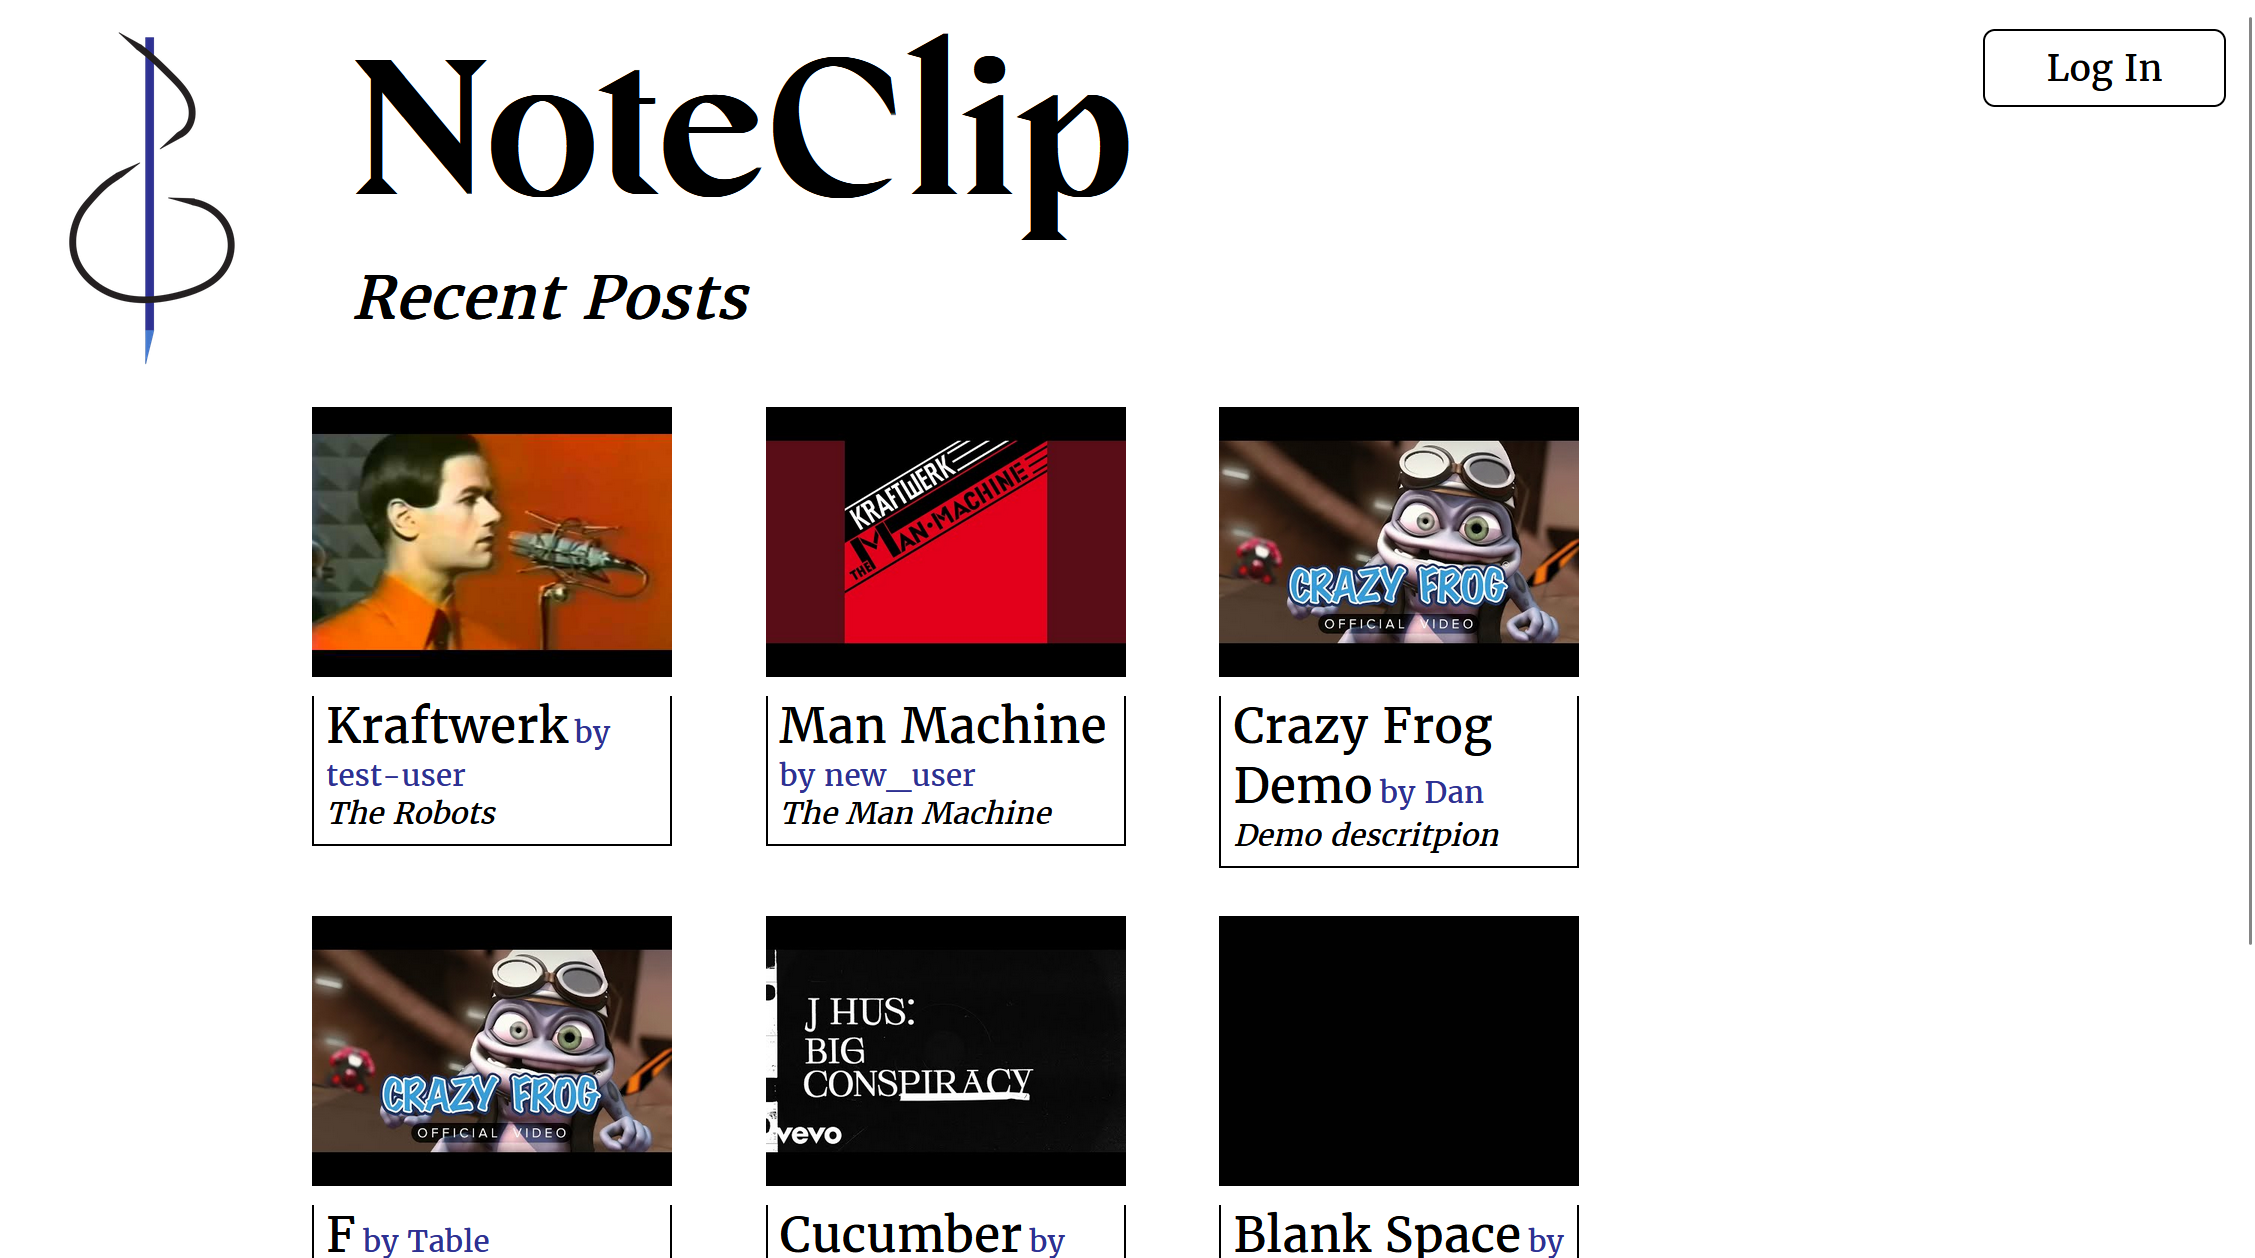 NoteClip
Log In
Recent Posts
KRAFTWERK
THE MAN·MACHINE
CRAZY FROG
OFFICIAL VIDEO
Kraftwerk by
test-user
The Robots
Man Machine
by new_user
The Man Machine
Crazy Frog
Demo by Dan
Demo descritpion
CRAZY FROG
OFFICIAL VIDEO
J HUS:
BIG
CONSPIRACY
vevo
F by Table
Cucumber by
Blank Space by